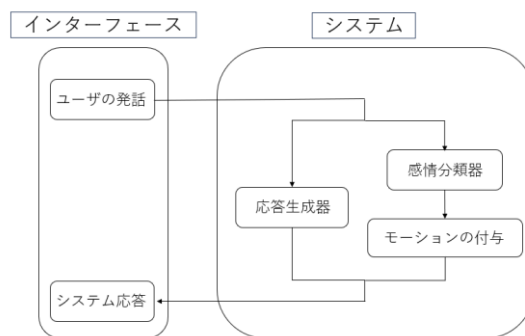 インターフェース
システム
ユーザの発話
感情分類器
応答生成器
モーションの付与
システム応答